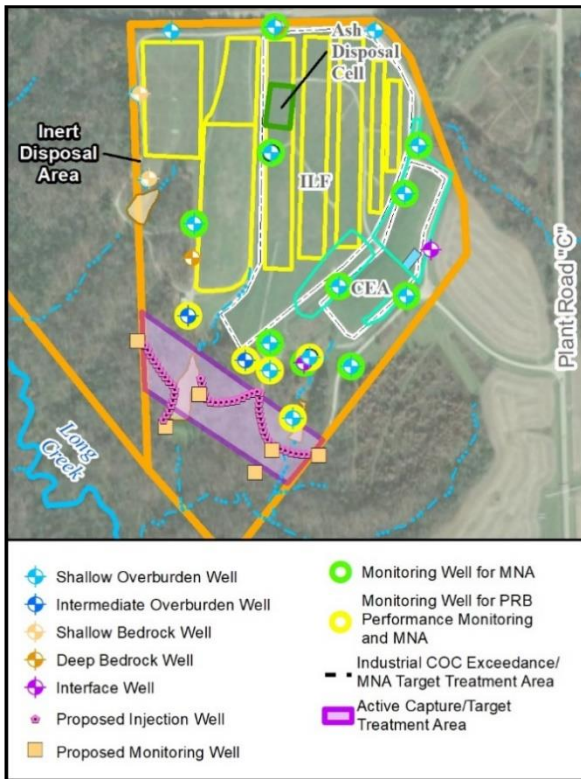 Ash
Disposal
Cell
Inert
Disposal
Area
ILF
CEA
Plant Road "C"
Long
Creek
Shallow Overburden Well
Intermediate Overburden Well
Shallow Bedrock Well
Deep Bedrock Well
Interface Well
Proposed Injection Well
Proposed Monitoring Well
Monitoring Well for MNA
Monitoring Well for PRB
Performance Monitoring
and MNA
Industrial COC Exceedance/
MNA Target Treatment Area
Active Capture/Target
Treatment Area